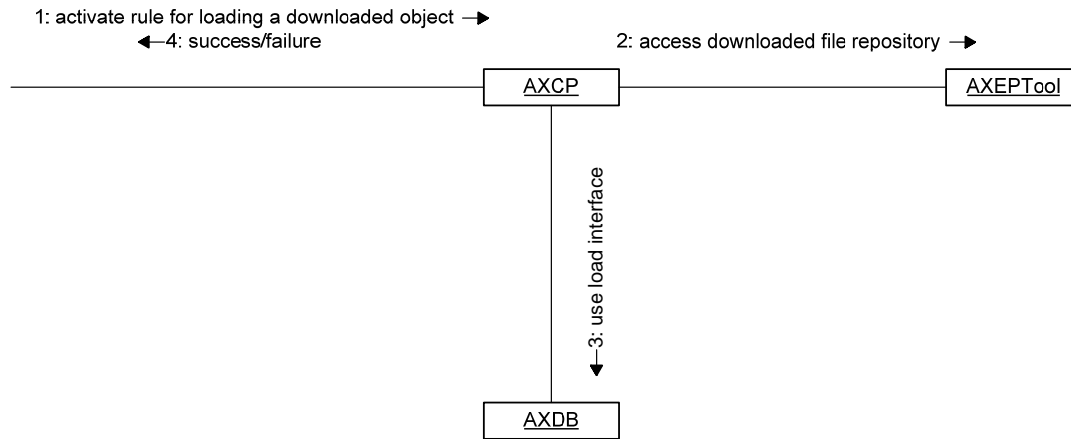 1: activate rule for loading a downloaded object
4: success/failure
2: access downloaded file repository
AXCP
AXEPTool
3: use load interface
AXDB